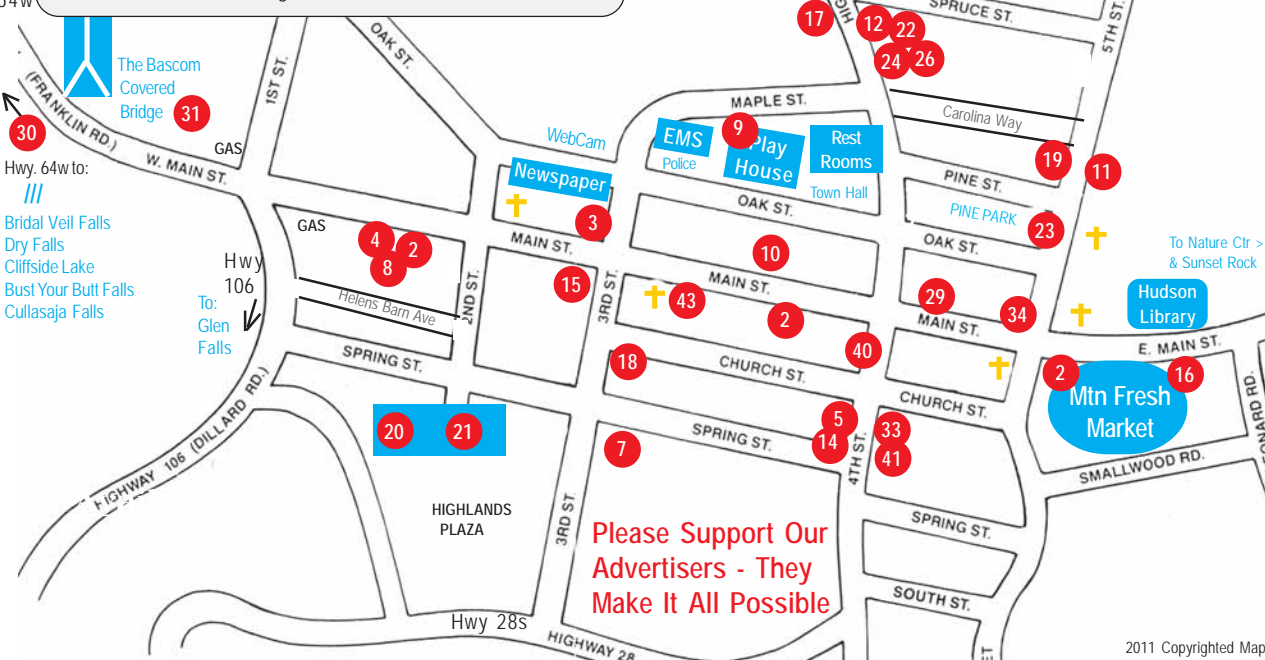 64w
SPRUCE ST.
5TH ST.
17
HIG
12
22
24
26
The Bascom
Covered
Bridge
31
(FRANKLIN RD.)
30
1ST ST.
OAK ST.
GAS
W. MAIN ST.
Hwy. 64w to:
///
Bridal Veil Falls
Dry Falls
Cliffside Lake
Bust Your Butt Falls
Cullasaja Falls
MAPLE ST.
WebCam
Newspaper
EMS
Police
9
Play
House
Rest
Rooms
Town Hall
Carolina Way
19
11
PINE ST.
PINE PARK
23
OAK ST.
OAK ST.
3
MAIN ST.
10
MAIN ST.
GAS
4
2
8
Helens Barn Ave
2ND ST.
15
3RD ST.
43
2
40
29
34
MAIN ST.
To Nature Ctr >
& Sunset Rock
Hudson
Library
E. MAIN ST.
2
16
Mtn Fresh
Market
SMALLWOOD RD.
ONARD RD.
Hwy
106
To:
Glen
Falls
SPRING ST.
18
CHURCH ST.
CHURCH ST.
HIGHWAY 106 (DILLARD RD.)
20
21
7
SPRING ST.
5
14
4TH ST.
33
41
HIGHLANDS
PLAZA
3RD ST.
SPRING ST.
Please Support Our
Advertisers - They
Make It All Possible
SOUTH ST.
Hwy 28s
HIGHWAY 28
ET
2011 Copyrighted Map